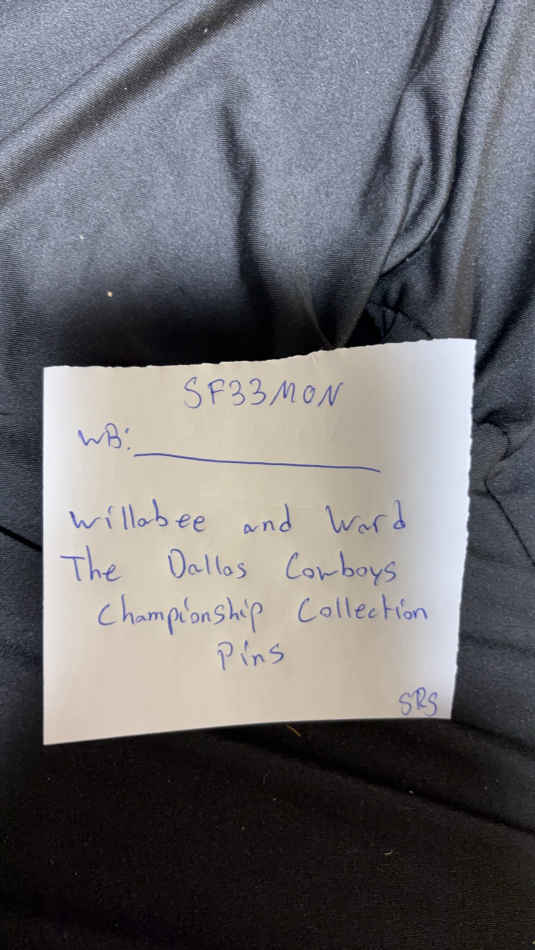 SF33MON
WB:
Willabee and Ward
The Dallas Cowboys
Championship Collection
Pins
SRS